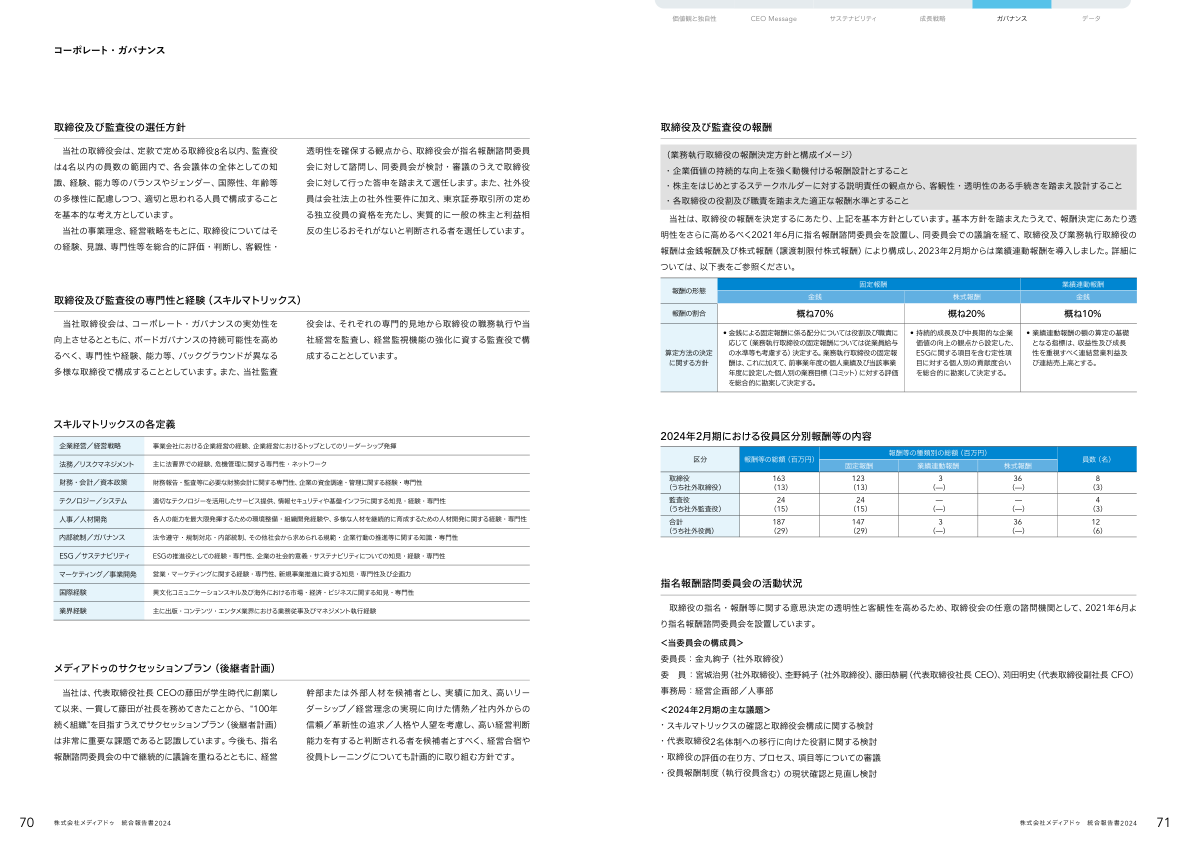 価値観と独自性
CEO Message
サステナビリティ
成長戦略
ガバナンス
データ
コーポレート・ガバナンス
取締役及び監査役の選任方針
当社の取締役会は、定款で定める取締役8名以内、監査役
は4名以内の員数の範囲内で、各会議体の全体としての知
識、経験、能力等のバランスやジェンダー、国際性、年齢等
の多様性に配慮しつつ、適切と思われる人員で構成すること
を基本的な考え方としています。
当社の事業理念、経営戦略をもとに、取締役についてはそ
の経験、見識、専門性等を総合的に評価・判断し、客観性・
透明性を確保する観点から、取締役会が指名報酬諮問委員
会に対して諮問し、同委員会が検討・審議のうえで取締役
会に対して行った答申を踏まえて選任します。また、社外役
員は会社法上の社外性要件に加え、東京証券取引所の定め
る独立役員の資格を充たし、実質的に一般の株主と利益相
反の生じるおそれがないと判断される者を選任しています。
取締役及び監査役の専門性と経験（スキルマトリックス）
当社取締役会は、コーポレート・ガバナンスの実効性を
向上させるとともに、ボードガバナンスの持続可能性を高め
るべく、専門性や経験、能力等、バックグラウンドが異なる
多様な取締役で構成することとしています。また、当社監査
役会は、それぞれの専門的見地から取締役の職務執行や当
社経営を監査し、経営監視機能の強化に資する監査役で構
成することとしています。
スキルマトリックスの各定義
企業経営／経営戦略 事業会社における企業経営の経験、企業経営におけるトップとしてのリーダーシップ発揮
法務／リスクマネジメント 主に法曹界での経験、危機管理に関する専門性・ネットワーク
財務・会計／資本政策 財務報告・監査等に必要な財務会計に関する専門性、企業の資金調達・管理に関する経験・専門性
テクノロジー／システム 適切なテクノロジーを活用したサービス提供、情報セキュリティや基盤インフラに関する知見・経験・専門性
人事／人材開発 各人の能力を最大限発揮するための環境整備・組織開発経験や、多様な人材を継続的に育成するための人材開発に関する経験・専門性
内部統制／ガバナンス 法令遵守・規制対応・内部統制、その他社会から求められる規範・企業行動の推進等に関する知識・専門性
ESG／サステナビリティ ESGの推進役としての経験・専門性、企業の社会的意義・サステナビリティについての知見・経験・専門性
マーケティング／事業開発 営業・マーケティングに関する経験・専門性、新規事業推進に資する知見・専門性及び企画力
国際経験 異文化コミュニケーションスキル及び海外における市場・経済・ビジネスに関する知見・専門性
業界経験 主に出版・コンテンツ・エンタメ業界における業務従事及びマネジメント執行経験
メディアドゥのサクセッションプラン（後継者計画）
当社は、代表取締役社長 CEOの藤田が学生時代に創業し
て以来、一貫して藤田が社長を務めてきたことから、“100年
続く組織”を目指すうえでサクセッションプラン（後継者計画）
は非常に重要な課題であると認識しています。今後も、指名
報酬諮問委員会の中で継続的に議論を重ねるとともに、経営
幹部または外部人材を候補者とし、実績に加え、高いリー
ダーシップ／経営理念の実現に向けた情熱／社内外からの
信頼／革新性の追求／人格や人望を考慮し、高い経営判断
能力を有すると判断される者を候補者とすべく、経営合宿や
役員トレーニングについても計画的に取り組む方針です。
70 株式会社メディアドゥ 統合報告書2024
取締役及び監査役の報酬
（業務執行取締役の報酬決定方針と構成イメージ）
・企業価値の持続的な向上を強く動機付ける報酬設計とすること
・株主をはじめとするステークホルダーに対する説明責任の観点から、客観性・透明性のある手続きを踏まえ設計すること
・各取締役の役割及び職責を踏まえた適正な報酬水準とすること
当社は、取締役の報酬を決定するにあたり、上記を基本方針としています。基本方針を踏まえたうえで、報酬決定にあたり透
明性をさらに高めるべく2021年6月に指名報酬諮問委員会を設置し、同委員会での議論を経て、取締役及び業務執行取締役の
報酬は金銭報酬及び株式報酬（譲渡制限付株式報酬）により構成し、2023年2月期からは業績連動報酬を導入しました。詳細に
ついては、以下表をご参照ください。
報酬の形態 固定報酬 業績連動報酬
金銭 株式報酬 金銭
報酬の割合 概ね70% 概ね20% 概ね10%
算定方法の決定
に関する方針
• 金銭による固定報酬に係る配分については役割及び職責に
応じて（業務執行取締役の固定報酬については従業員給与
の水準等も考慮する）決定する。業務執行取締役の固定報
酬は、これに加えて、前事業年度の個人業績及び当該事業
年度に設定した個人別の業務目標（コミット）に対する評価
を総合的に勘案して決定する。
• 持続的成長及び中長期的な企業
価値の向上の観点から設定した、
ESGに関する項目を含む定性項
目に対する個人別の貢献度合い
を総合的に勘案して決定する。
• 業績連動報酬の額の算定の基礎
となる指標は、収益性及び成長
性を重視すべく連結営業利益及
び連結売上高とする。
2024年2月期における役員区分別報酬等の内容
区分 報酬等の総額（百万円） 報酬等の種類別の総額（百万円） 員数（名）
固定報酬 業績連動報酬 株式報酬
取締役 163 123 3 36 8
（うち社外取締役） (13) (13) (—) (—) (3)
監査役 24 24 — — 4
（うち社外監査役） (15) (15) (—) (—) (3)
合計 187 147 3 36 12
（うち社外役員） (29) (29) (—) (—) (6)
指名報酬諮問委員会の活動状況
取締役の指名・報酬等に関する意思決定の透明性と客観性を高めるため、取締役会の任意の諮問機関として、2021年6月よ
り指名報酬諮問委員会を設置しています。
＜当委員会の構成員＞
委員長：金丸絢子（社外取締役）
委 員：宮城治男（社外取締役）、杢野純子（社外取締役）、藤田恭嗣（代表取締役社長 CEO）、苅田明史（代表取締役副社長 CFO）
事務局：経営企画部／人事部
＜2024年2月期の主な議題＞
・スキルマトリックスの確認と取締役会構成に関する検討
・代表取締役2名体制への移行に向けた役割に関する検討
・取締役の評価の在り方、プロセス、項目等についての審議
・役員報酬制度（執行役員含む）の現状確認と見直し検討
株式会社メディアドゥ 統合報告書2024 71